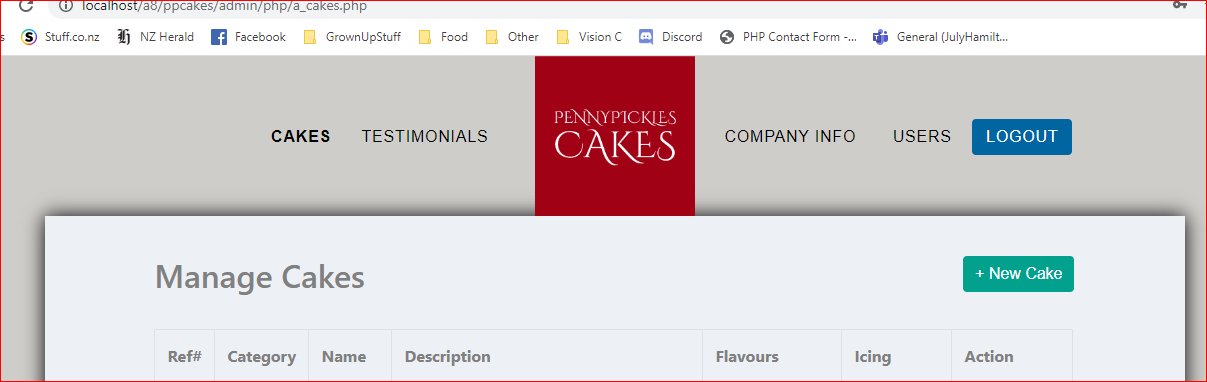 localhost/a8/ppcakes/admin/php/a_cakes.php
s Stuff.co.nz NZ Herald Facebook GrownUpStuff Food Other Vision C Discord PHP Contact Form -... General (JulyHamilt...
CAKES TESTIMONIALS PENNYPICKLES CAKES COMPANY INFO USERS LOGOUT
Manage Cakes + New Cake
Ref# Category Name Description Flavours Icing Action